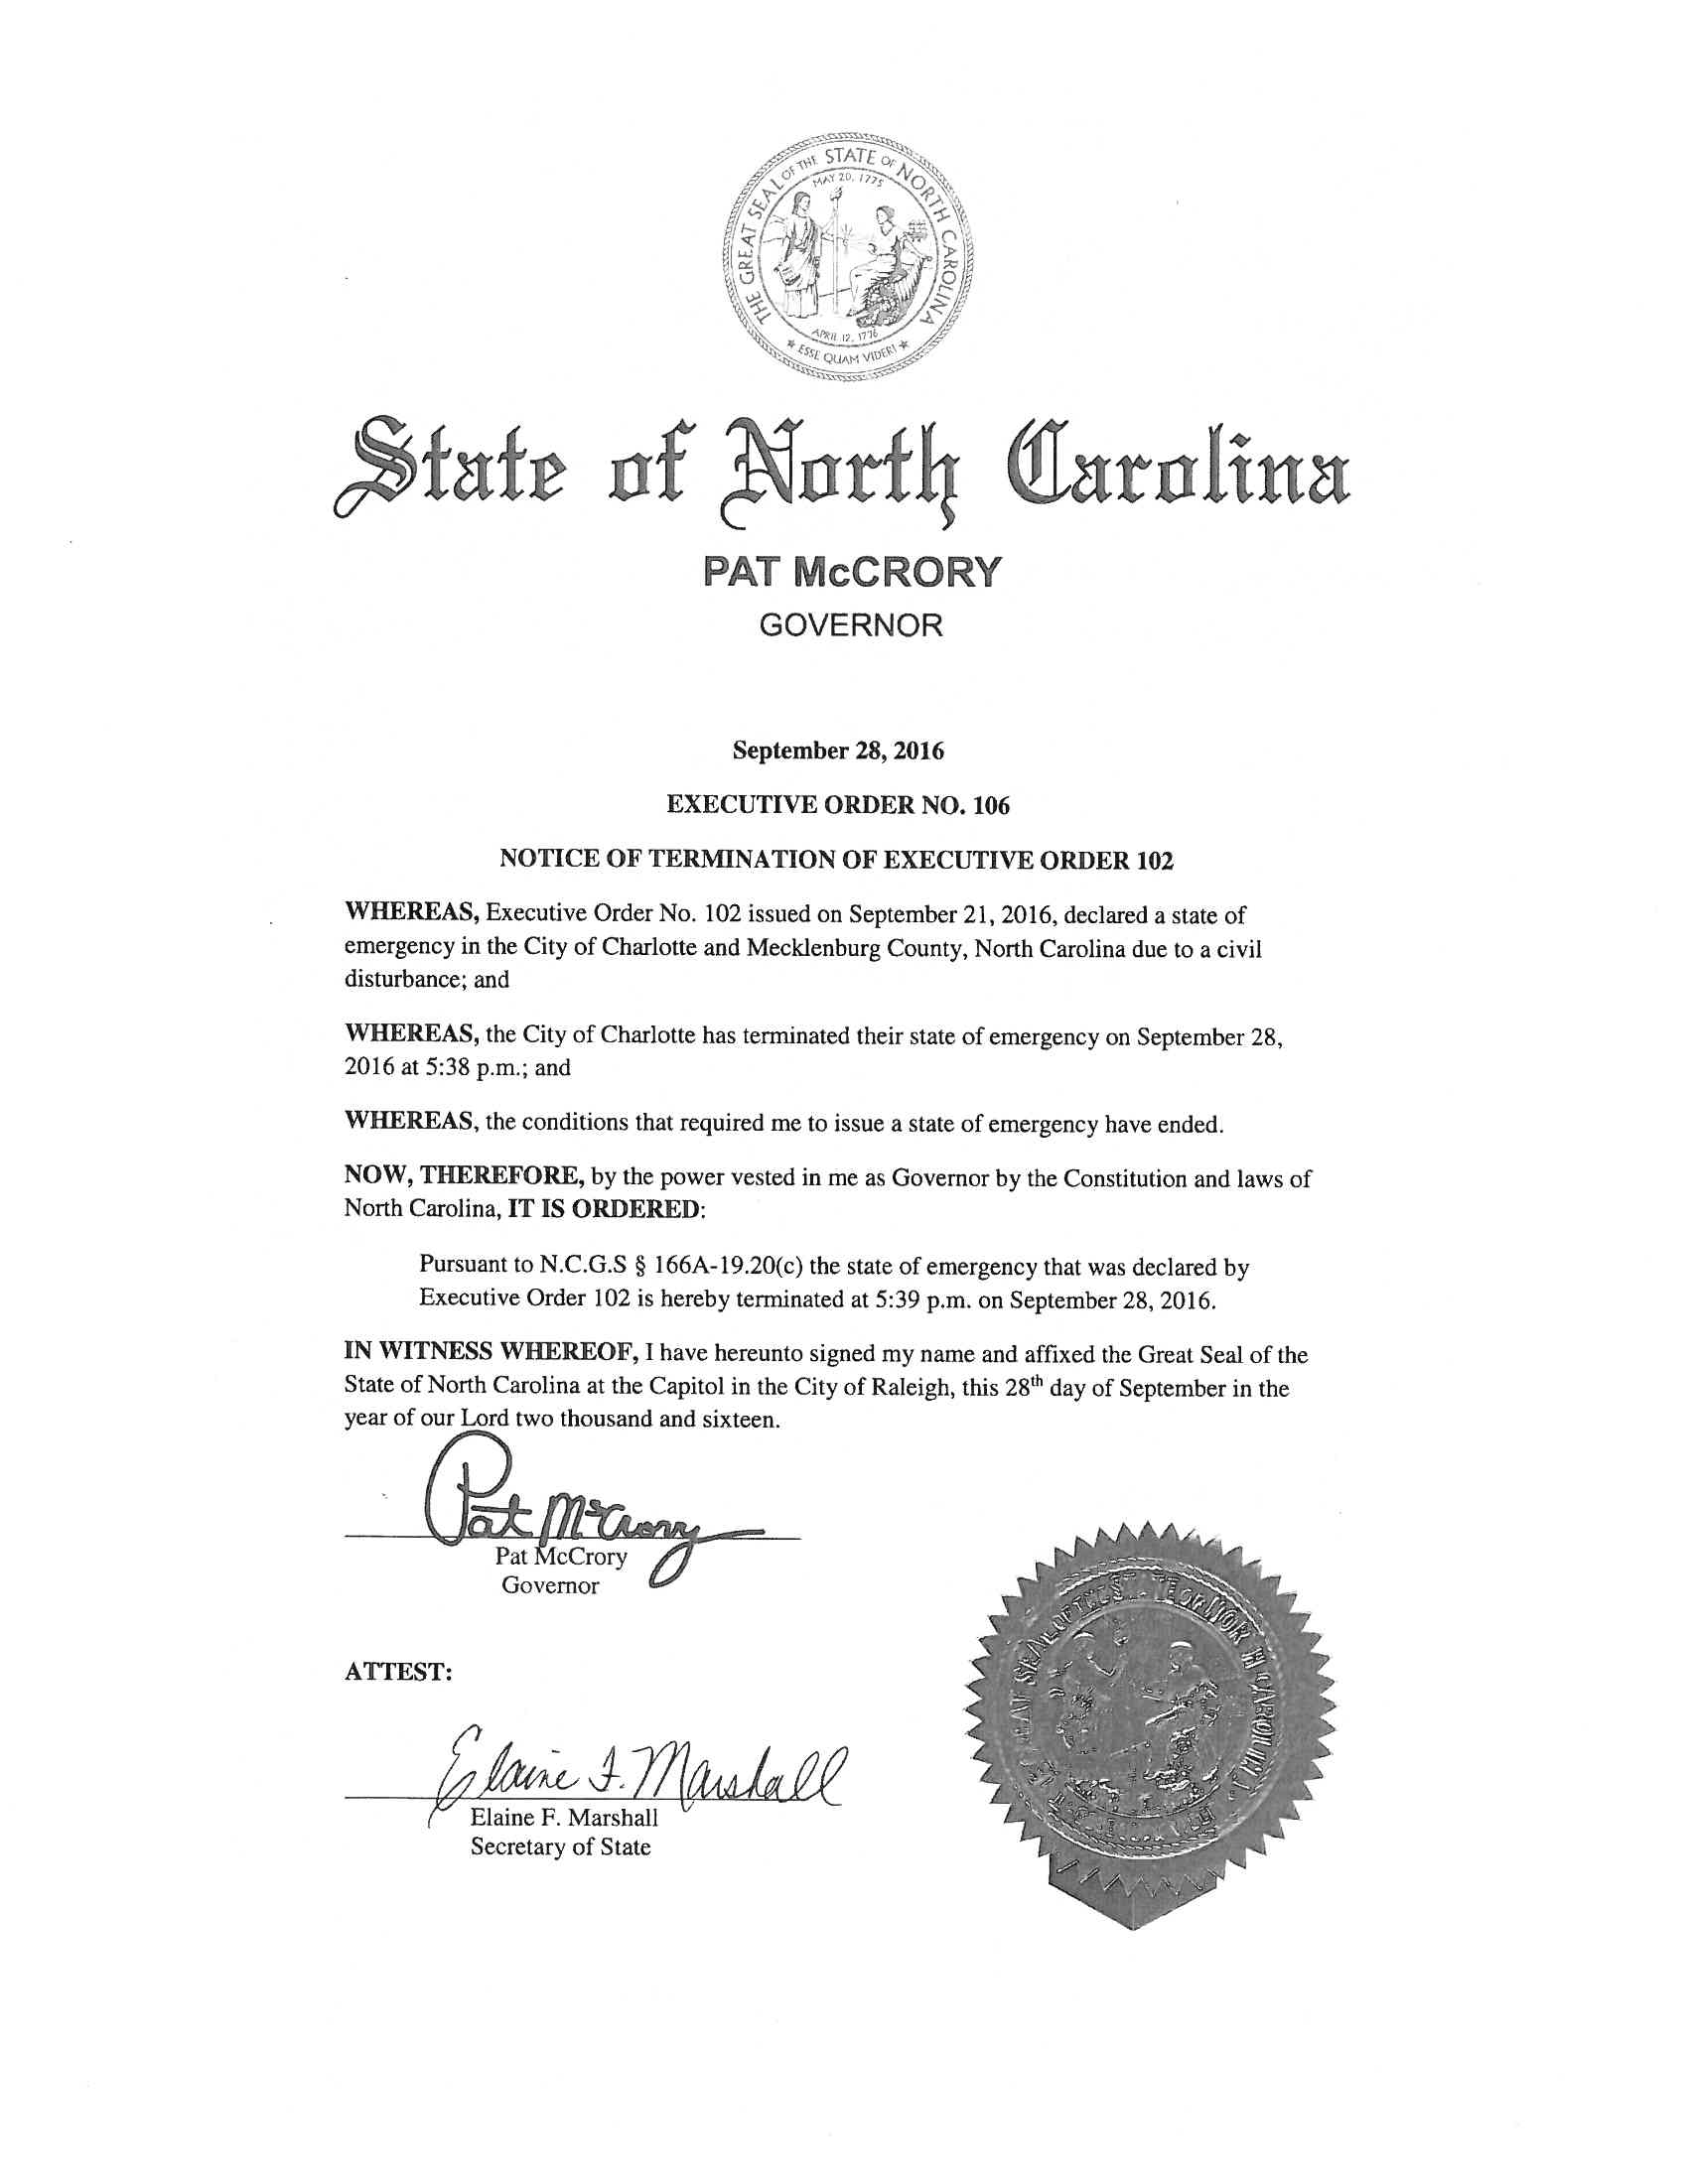 THE GREAT SEAL OF THE STATE OF NORTH CAROLINA
MAY 20, 1775
APRIL 12, 1776
★ ESSE QUAM VIDERI ★
State of North Carolina
PAT McCRORY
GOVERNOR
September 28, 2016
EXECUTIVE ORDER NO. 106
NOTICE OF TERMINATION OF EXECUTIVE ORDER 102
WHEREAS, Executive Order No. 102 issued on September 21, 2016, declared a state of
emergency in the City of Charlotte and Mecklenburg County, North Carolina due to a civil
disturbance; and
WHEREAS, the City of Charlotte has terminated their state of emergency on September 28,
2016 at 5:38 p.m.; and
WHEREAS, the conditions that required me to issue a state of emergency have ended.
NOW, THEREFORE, by the power vested in me as Governor by the Constitution and laws of
North Carolina, IT IS ORDERED:
Pursuant to N.C.G.S § 166A-19.20(c) the state of emergency that was declared by
Executive Order 102 is hereby terminated at 5:39 p.m. on September 28, 2016.
IN WITNESS WHEREOF, I have hereunto signed my name and affixed the Great Seal of the
State of North Carolina at the Capitol in the City of Raleigh, this 28th day of September in the
year of our Lord two thousand and sixteen.
Pat McCrory
Pat McCrory
Governor
ATTEST:
Elaine F. Marshall
Elaine F. Marshall
Secretary of State